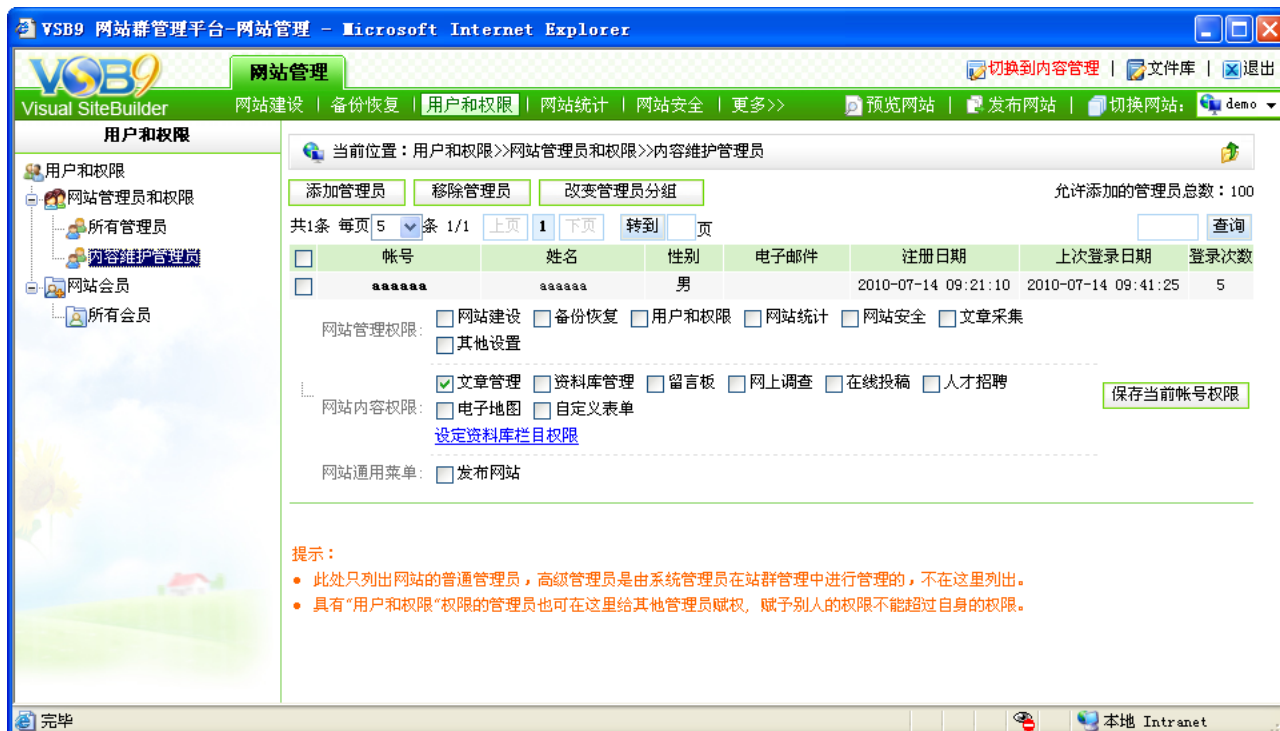 VSB9 网站群管理平台-网站管理 - Microsoft Internet Explorer
VSB9
Visual SiteBuilder
网站管理
切换到内容管理 | 文件库 | 退出
网站建设 | 备份恢复 | 用户和权限 | 网站统计 | 网站安全 | 更多>> 预览网站 | 发布网站 | 切换网站: demo
用户和权限
用户和权限
网站管理员和权限
所有管理员
内容维护管理员
网站会员
所有会员
当前位置：用户和权限>>网站管理员和权限>>内容维护管理员
添加管理员 移除管理员 改变管理员分组 允许添加的管理员总数：100
共1条 每页 5 条 1/1 上页 1 下页 转到 页 查询
帐号 姓名 性别 电子邮件 注册日期 上次登录日期 登录次数
aaaaaa aaaaaa 男 2010-07-14 09:21:10 2010-07-14 09:41:25 5
网站管理权限: 网站建设 备份恢复 用户和权限 网站统计 网站安全 文章采集
其他设置
网站内容权限: 文章管理 资料库管理 留言板 网上调查 在线投稿 人才招聘
电子地图 自定义表单
设定资料库栏目权限
保存当前帐号权限
网站通用菜单: 发布网站
提示：
● 此处只列出网站的普通管理员，高级管理员是由系统管理员在站群管理中进行管理的，不在这里列出。
● 具有“用户和权限”权限的管理员也可在这里给其他管理员赋权，赋予别人的权限不能超过自身的权限。
完毕 本地 Intranet